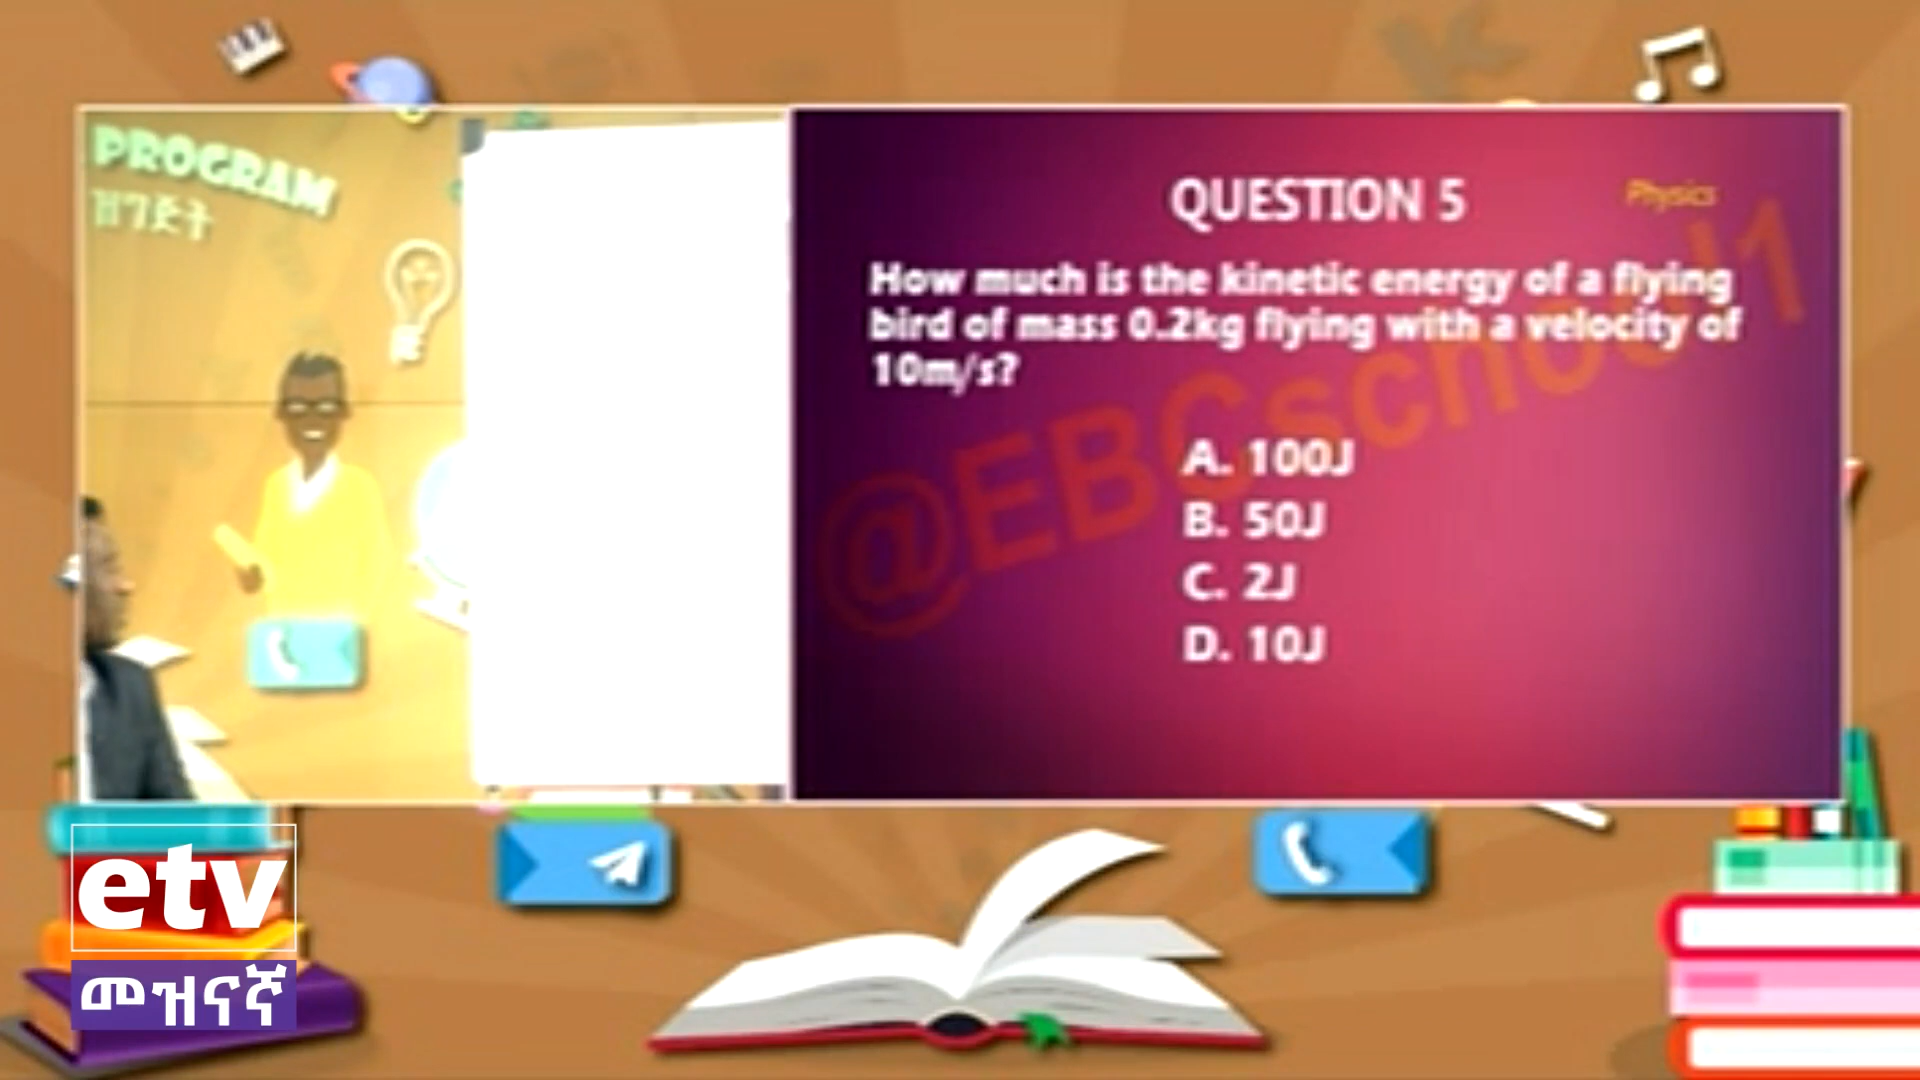 PROGRAM
ዝግጅት
QUESTION 5
Physics
How much is the kinetic energy of a flying
bird of mass 0.2kg flying with a velocity of
10m/s?
A. 100J
B. 50J
C. 2J
D. 10J
@EBCschool1
etv
መዝናኛ